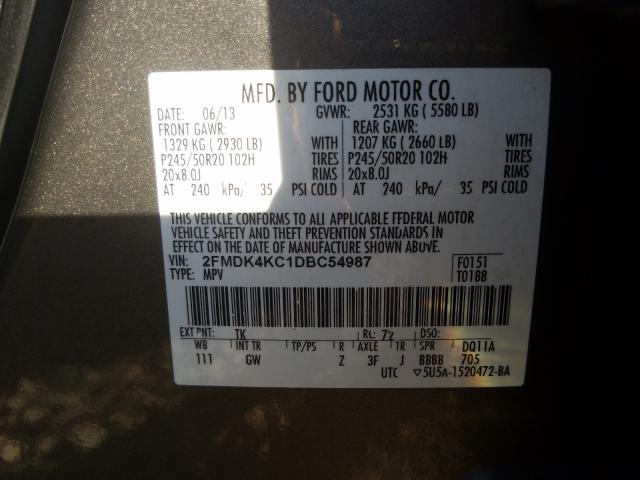 MFD. BY FORD MOTOR CO.
DATE: 06/13 GVWR: 2531 KG ( 5580 LB)
FRONT GAWR: REAR GAWR:
1329 KG ( 2930 LB) WITH 1207 KG ( 2660 LB) WITH
P245/50R20 102H TIRES P245/50R20 102H TIRES
20x8.0J RIMS 20x8.0J RIMS
AT 240 kPa/ 35 PSI COLD AT 240 kPa/ 35 PSI COLD
THIS VEHICLE CONFORMS TO ALL APPLICABLE FEDERAL MOTOR
VEHICLE SAFETY AND THEFT PREVENTION STANDARDS IN
EFFECT ON THE DATE OF MANUFACTURE SHOWN ABOVE.
VIN: 2FMDK4KC1DBC54987 F0151
TYPE: MPV T0188
EXT PNT: TK RC: 72 DSO:
WB INT TR TP/PS R AXLE TR SPR DQ11A
111 GW Z 3F J BBBB 705
UTC ▽5U5A-1520472-BA